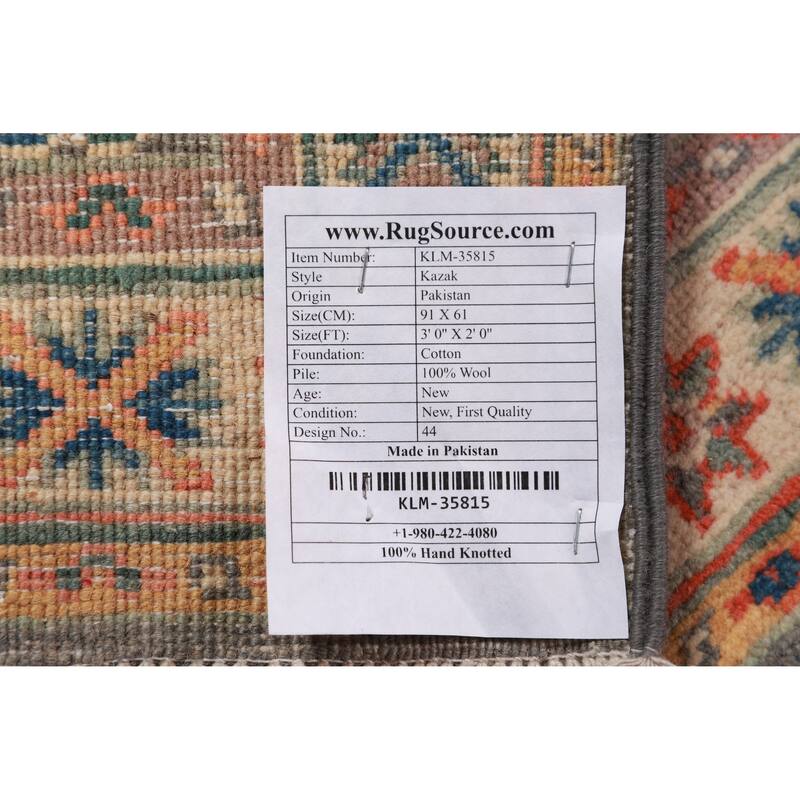 www.RugSource.com
Item Number: KLM-35815
Style Kazak
Origin Pakistan
Size(CM): 91 X 61
Size(FT): 3' 0" X 2' 0"
Foundation: Cotton
Pile: 100% Wool
Age: New
Condition: New, First Quality
Design No.: 44
Made in Pakistan
KLM-35815
+1-980-422-4080
100% Hand Knotted